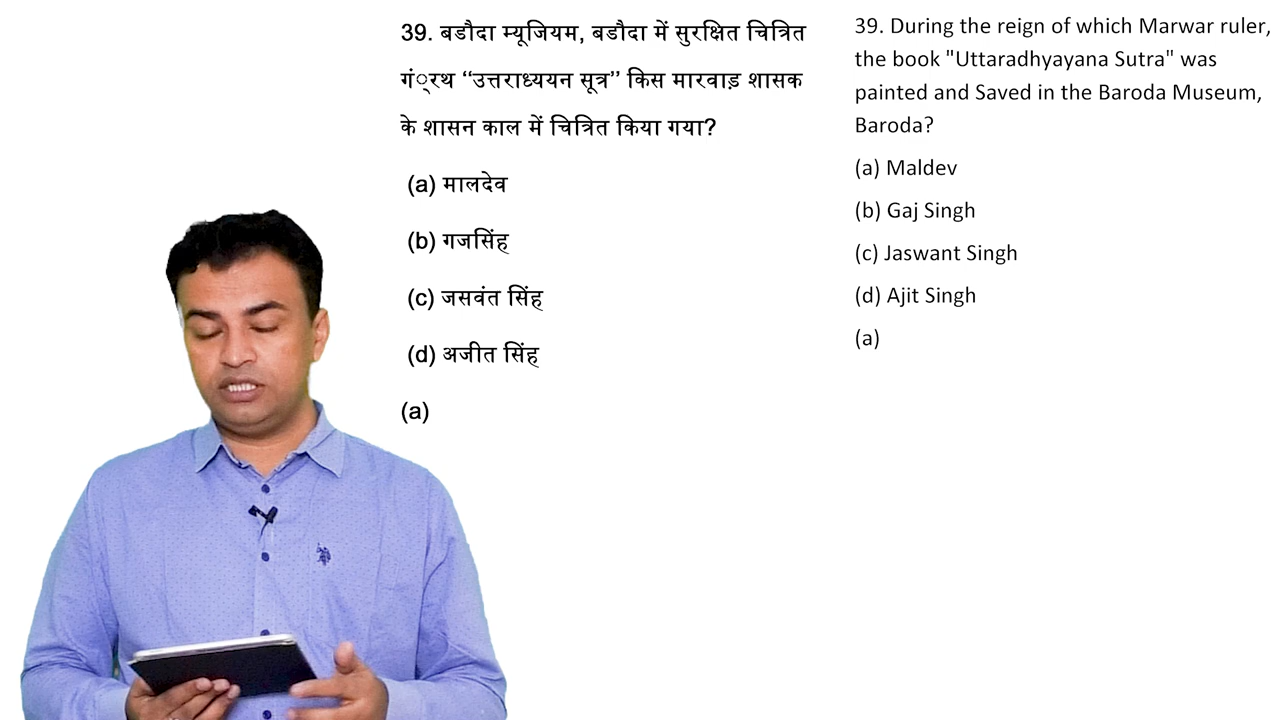 39. बडौदा म्यूजियम, बडौदा में सुरक्षित चित्रित
गं्रथ ‘‘उत्तराध्ययन सूत्र’’ किस मारवाड़ शासक
के शासन काल में चित्रित किया गया?
(a) मालदेव
(b) गजसिंह
(c) जसवंत सिंह
(d) अजीत सिंह
(a)
39. During the reign of which Marwar ruler,
the book "Uttaradhyayana Sutra" was
painted and Saved in the Baroda Museum,
Baroda?
(a) Maldev
(b) Gaj Singh
(c) Jaswant Singh
(d) Ajit Singh
(a)